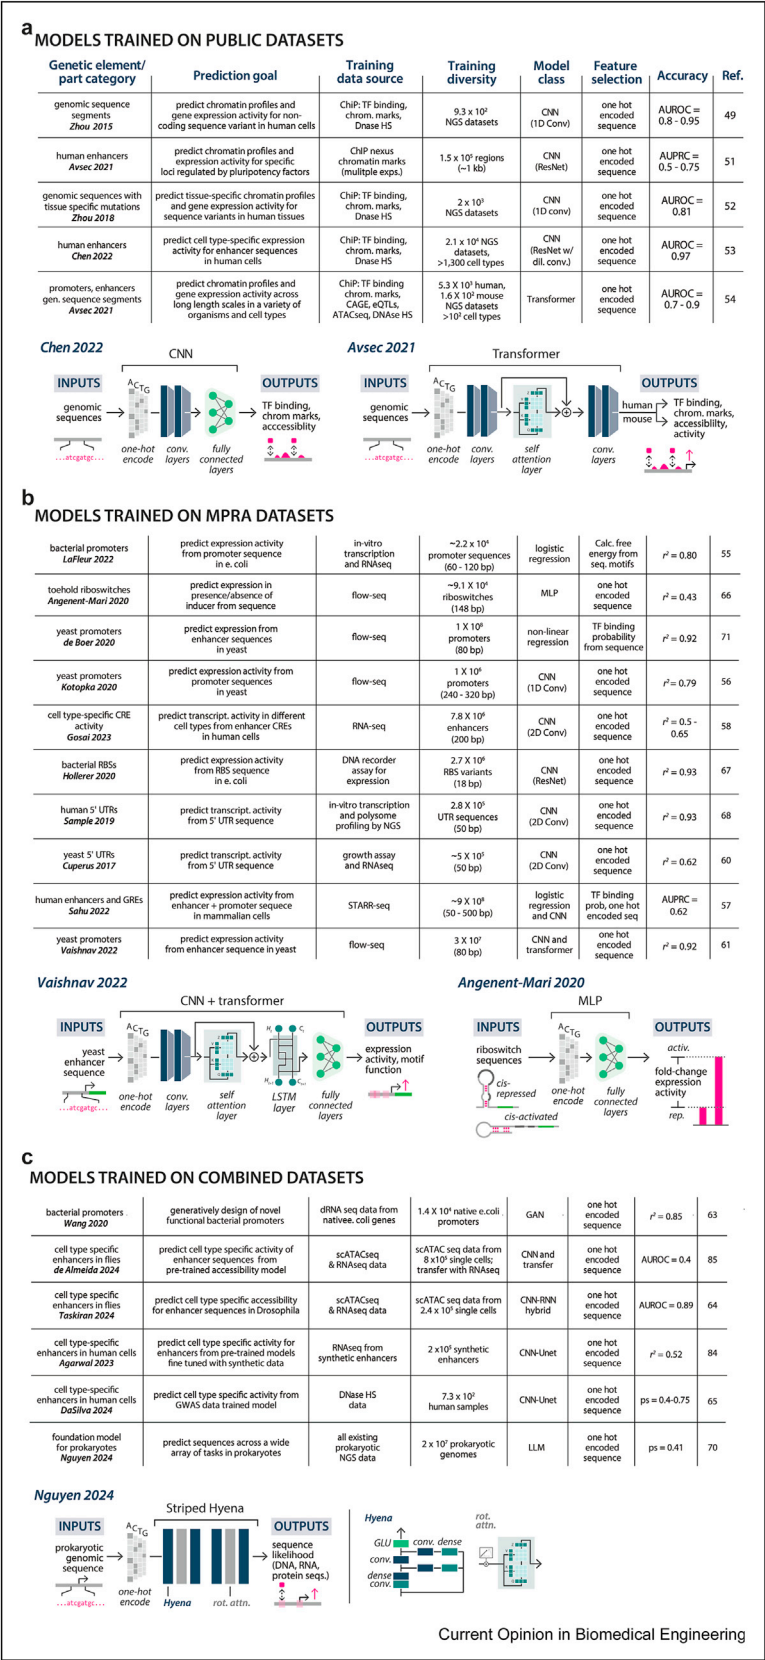 a
MODELS TRAINED ON PUBLIC DATASETS
Genetic element/ part category | Prediction goal | Training data source | Training diversity | Model class | Feature selection | Accuracy | Ref.
genomic sequence segments Zhou 2015 | predict chromatin profiles and gene expression activity for non-coding sequence variant in human cells | ChiP: TF binding, chrom. marks, Dnase HS | 9.3 x 10² NGS datasets | CNN (1D Conv) | one hot encoded sequence | AUROC = 0.8 - 0.95 | 49
human enhancers Avsec 2021 | predict chromatin profiles and expression activity for specific loci regulated by pluripotency factors | ChIP nexus chromatin marks (mulitple exps.) | 1.5 x 10⁵ regions (~1 kb) | CNN (ResNet) | one hot encoded sequence | AUPRC = 0.5 - 0.75 | 51
genomic sequences with tissue specific mutations Zhou 2018 | predict tissue-specific chromatin profiles and gene expression activity for sequence variants in human tissues | ChiP: TF binding, chrom. marks, Dnase HS | 2 x 10³ NGS datasets | CNN (1D conv) | one hot encoded sequence | AUROC = 0.81 | 52
human enhancers Chen 2022 | predict cell type-specific expression activity for enhancer sequences in human cells | ChiP: TF binding, chrom. marks, Dnase HS | 2.1 x 10⁴ NGS datasets, >1,300 cell types | CNN (ResNet w/ dil. conv.) | one hot encoded sequence | AUROC = 0.97 | 53
promoters, enhancers gen. sequence segments Avsec 2021 | predict chromatin profiles and gene expression activity across long length scales in a variety of organisms and cell types | ChiP: TF binding chrom. marks, CAGE, eQTLs, ATACseq, DNAse HS | 5.3 X 10³ human, 1.6 X 10³ mouse NGS datasets >10² cell types | Transformer | one hot encoded sequence | AUROC = 0.7 - 0.9 | 54
Chen 2022
CNN
INPUTS
OUTPUTS
A C T G
genomic sequences
TF binding, chrom marks, acccessiblity
...atcgatgc...
one-hot encode
conv. layers
fully connected layers
Avsec 2021
Transformer
INPUTS
OUTPUTS
A C T G
genomic sequences
human
mouse
TF binding, chrom. marks, accessiblilty, activity
...atcgatgc...
one-hot encode
conv. layers
self attention layer
conv. layers
b
MODELS TRAINED ON MPRA DATASETS
bacterial promoters LaFleur 2022 | predict expression activity from promoter sequence in e. coli | in-vitro transcription and RNAseq | ~2.2 x 10⁴ promoter sequences (60 - 120 bp) | logistic regression | Calc. free energy from seq. motifs | r² = 0.80 | 55
toehold riboswitches Angenent-Mari 2020 | predict expression in presence/absence of inducer from sequence | flow-seq | ~9.1 X 10⁴ riboswitches (148 bp) | MLP | one hot encoded sequence | r² = 0.43 | 66
yeast promoters de Boer 2020 | predict expression from enhancer sequences in yeast | flow-seq | 1 X 10⁸ promoters (80 bp) | non-linear regression | TF binding probability from sequence | r² = 0.92 | 71
yeast promoters Kotopka 2020 | predict expression activity from promoter sequences in yeast | flow-seq | 1 X 10⁶ promoters (240 - 320 bp) | CNN (1D Conv) | one hot encoded sequence | r² = 0.79 | 56
cell type-specific CRE activity Gosai 2023 | predict transcript. activity in different cell types from enhancer CREs in human cells | RNA-seq | 7.8 X 10⁶ enhancers (200 bp) | CNN (2D Conv) | one hot encoded sequence | r² = 0.5 - 0.65 | 58
bacterial RBSs Hollerer 2020 | predict expression activity from RBS sequence in e. coli | DNA recorder assay for expression | 2.7 X 10⁶ RBS variants (18 bp) | CNN (ResNet) | one hot encoded sequence | r² = 0.93 | 67
human 5' UTRs Sample 2019 | predict transcript. activity from 5' UTR sequence | in-vitro transcription and polysome profiling by NGS | 2.8 X 10⁵ UTR sequences (50 bp) | CNN (2D Conv) | one hot encoded sequence | r² = 0.93 | 68
yeast 5' UTRs Cuperus 2017 | predict transcript. activity from 5' UTR sequence | growth assay and RNAseq | ~5 X 10⁵ (50 bp) | CNN (2D Conv) | one hot encoded sequence | r² = 0.62 | 60
human enhancers and GREs Sahu 2022 | predict expression activity from enhancer + promoter sequece in mammalian cells | STARR-seq | ~9 X 10⁸ (50 - 500 bp) | logistic regression and CNN | TF binding prob, one hot encoded seq | AUPRC = 0.62 | 57
yeast promoters Vaishnav 2022 | predict expression activity from enhancer sequence in yeast | flow-seq | 3 X 10⁷ (80 bp) | CNN and transformer | one hot encoded sequence | r² = 0.92 | 61
Vaishnav 2022
CNN + transformer
INPUTS
OUTPUTS
A C T G
yeast enhancer sequence
expression activity, motif function
...atcgatgc...
one-hot encode
conv. layers
self attention layer
LSTM layer
fully connected layers
Angenent-Mari 2020
MLP
INPUTS
OUTPUTS
A C T G
riboswitch sequences
cis-repressed
cis-activated
one-hot encode
fully connected layers
activ.
fold-change expression activity
rep.
c
MODELS TRAINED ON COMBINED DATASETS
bacterial promoters Wang 2020 | generatively design of novel functional bacterial promoters | dRNA seq data from nativee. coli genes | 1.4 X 10⁴ native e.coli promoters | GAN | one hot encoded sequence | r² = 0.85 | 63
cell type specific enhancers in flies de Almeida 2024 | predict cell type specific activity of enhancer sequences from pre-trained accessibility model | scATACseq & RNAseq data | scATAC seq data from 8 x10⁵ single cells; transfer with RNAseq | CNN and transfer | one hot encoded sequence | AUROC = 0.4 | 85
cell type specific enhancers in flies Taskiran 2024 | predict cell type specific accessibility for enhancer sequences in Drosophila | scATACseq & RNAseq data | scATAC seq data from 2.4 x 10⁵ single cells | CNN-RNN hybrid | one hot encoded sequence | AUROC = 0.89 | 64
cell type-specific enhancers in human cells Agarwal 2023 | predict cell type specific activity for enhancers from pre-trained models fine tuned with synthetic data | RNAseq from synthetic enhancers | 2 x10⁵ synthetic enhancers | CNN-Unet | one hot encoded sequence | r² = 0.52 | 84
cell type-specific enhancers in human cells DaSilva 2024 | predict cell type specific activity from GWAS data trained model | DNase HS data | 7.3 x 10² human samples | CNN-Unet | one hot encoded sequence | ps = 0.4-0.75 | 65
foundation model for prokaryotes Nguyen 2024 | predict sequences across a wide array of tasks in prokaryotes | all existing prokaryotic NGS data | 2 x 10⁷ prokaryotic genomes | LLM | one hot encoded sequence | ps = 0.41 | 70
Nguyen 2024
Striped Hyena
INPUTS
OUTPUTS
A C T G
prokaryotic genomic sequence
sequence likelihood (DNA, RNA, protein seqs.)
...atcgatgc...
one-hot encode
Hyena
rot. attn.
Hyena
GLU
conv. dense
conv.
dense conv.
rot. attn.
Current Opinion in Biomedical Engineering